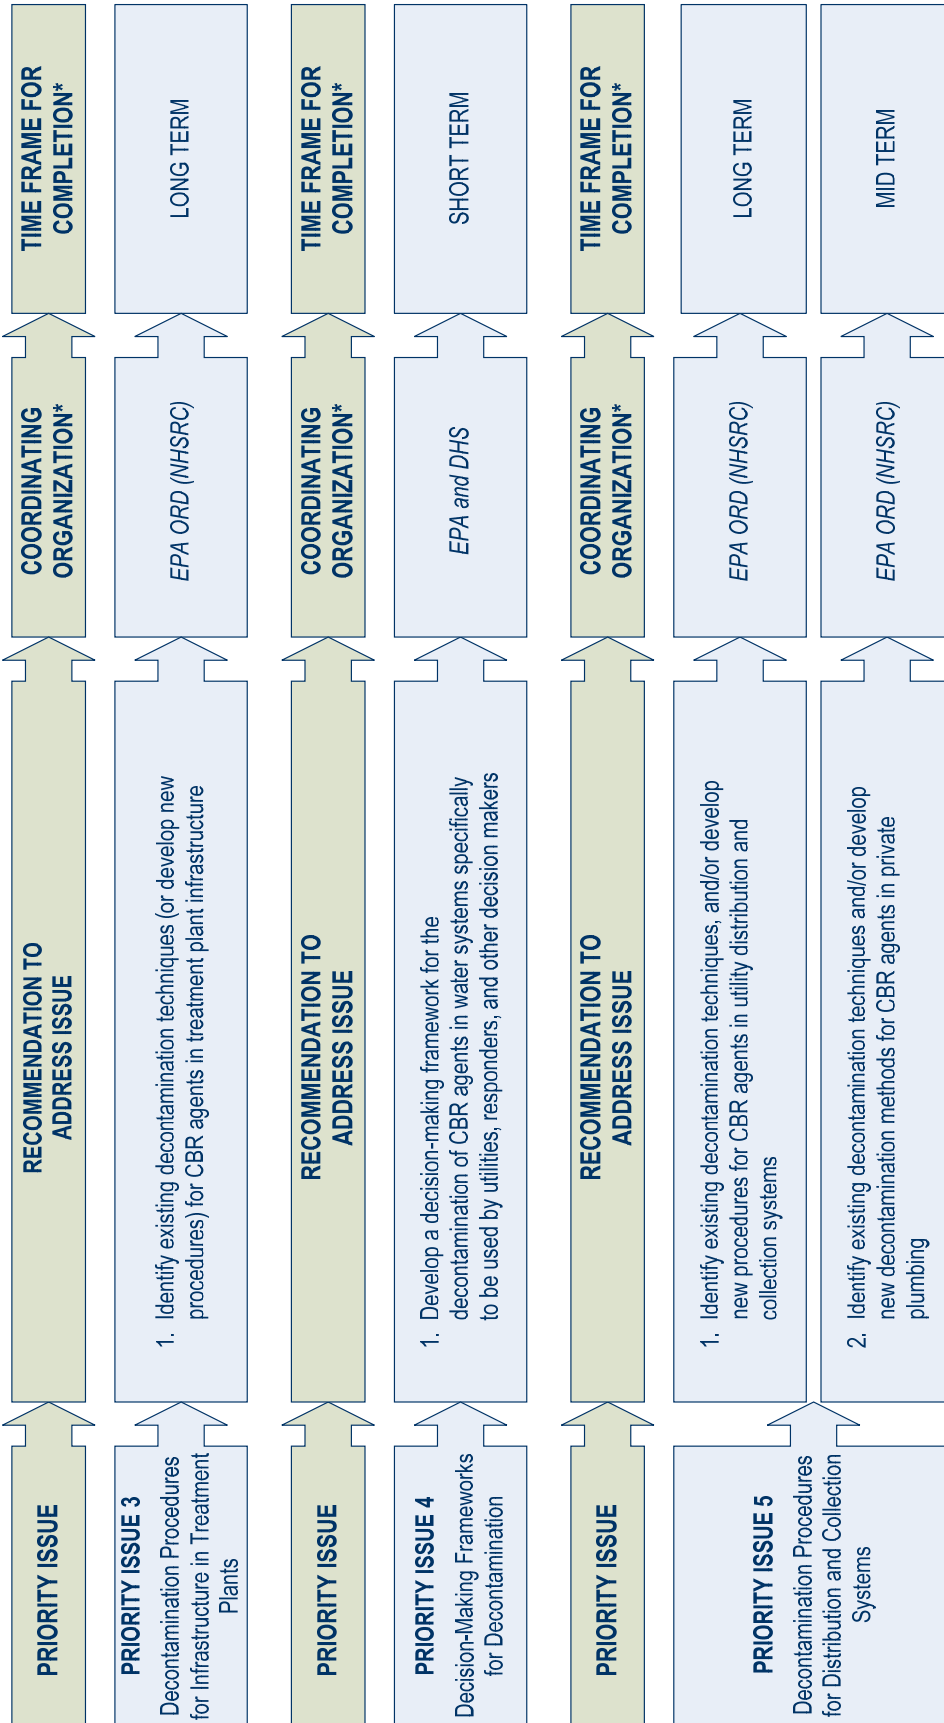 PRIORITY ISSUE
RECOMMENDATION TO
ADDRESS ISSUE
COORDINATING
ORGANIZATION*
TIME FRAME FOR
COMPLETION*
PRIORITY ISSUE 3
Decontamination Procedures
for Infrastructure in Treatment
Plants
1. Identify existing decontamination techniques (or develop new
procedures) for CBR agents in treatment plant infrastructure
EPA ORD (NHSRC)
LONG TERM
PRIORITY ISSUE
RECOMMENDATION TO
ADDRESS ISSUE
COORDINATING
ORGANIZATION*
TIME FRAME FOR
COMPLETION*
PRIORITY ISSUE 4
Decision-Making Frameworks
for Decontamination
1. Develop a decision-making framework for the
decontamination of CBR agents in water systems specifically
to be used by utilities, responders, and other decision makers
EPA and DHS
SHORT TERM
PRIORITY ISSUE
RECOMMENDATION TO
ADDRESS ISSUE
COORDINATING
ORGANIZATION*
TIME FRAME FOR
COMPLETION*
PRIORITY ISSUE 5
Decontamination Procedures
for Distribution and Collection
Systems
1. Identify existing decontamination techniques, and/or develop
new procedures for CBR agents in utility distribution and
collection systems
EPA ORD (NHSRC)
LONG TERM
2. Identify existing decontamination techniques and/or develop
new decontamination methods for CBR agents in private
plumbing
EPA ORD (NHSRC)
MID TERM